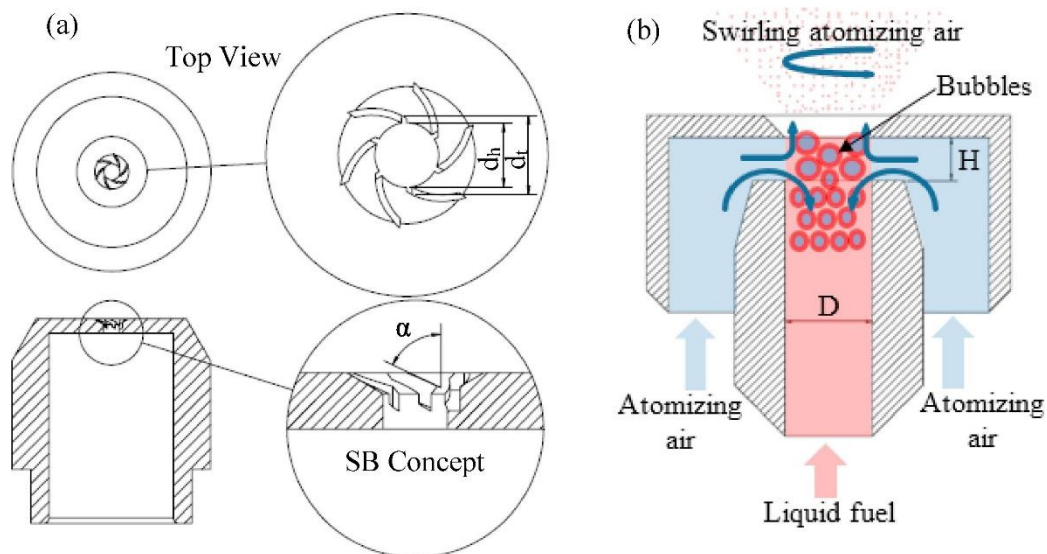 (a)
Top View
dh
dt
α
SB Concept
(b)
Swirling atomizing air
Bubbles
H
D
Atomizing
air
Atomizing
air
Liquid fuel